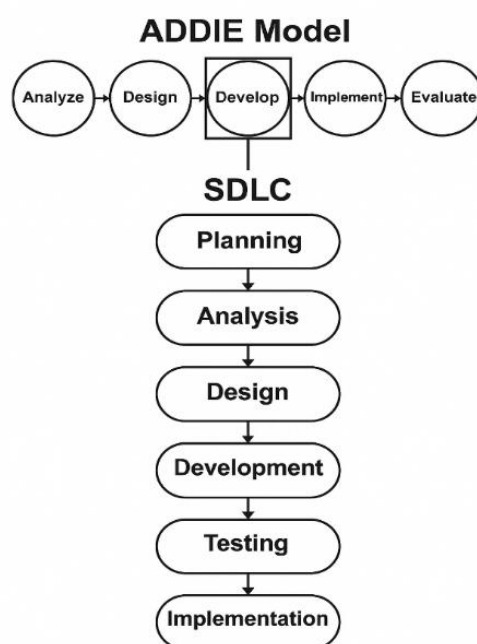 ADDIE Model
Analyze Design Develop Implement Evaluate
SDLC
Planning
Analysis
Design
Development
Testing
Implementation